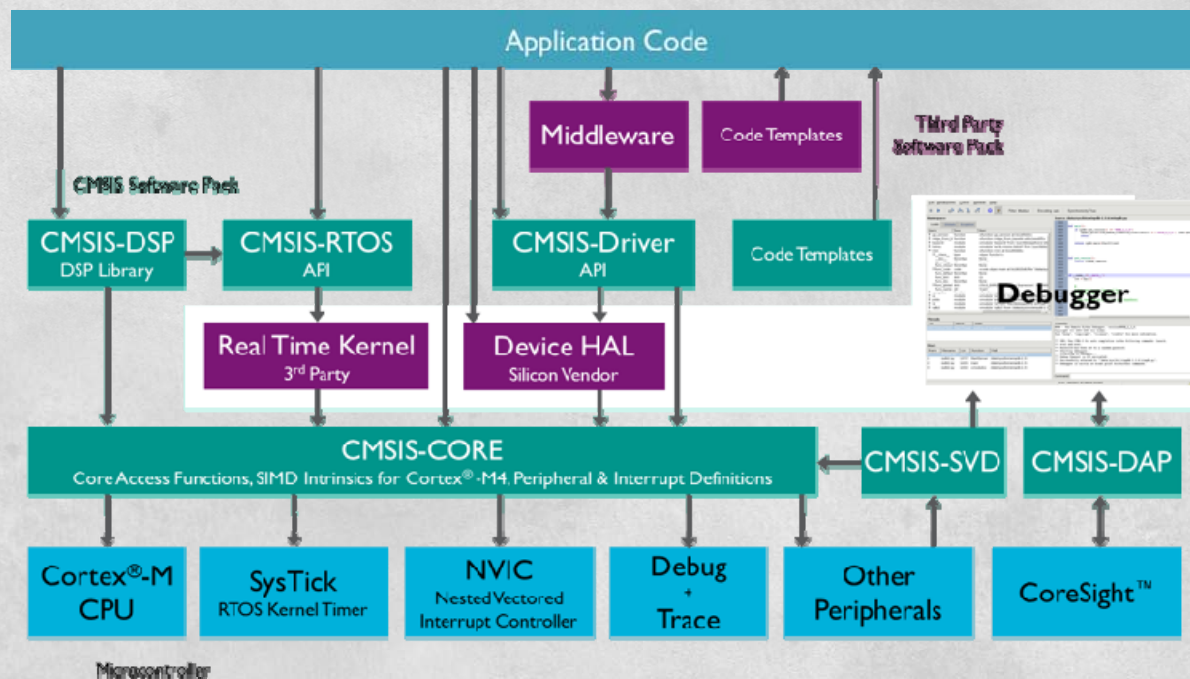 Application Code
Middleware
Code Templates
Third Party
Software Pack
CMSIS Software Pack
CMSIS-DSP
DSP Library
CMSIS-RTOS
API
CMSIS-Driver
API
Code Templates
Debugger
Real Time Kernel
3rd Party
Device HAL
Silicon Vendor
CMSIS-CORE
Core Access Functions, SIMD Intrinsics for Cortex®-M4, Peripheral & Interrupt Definitions
CMSIS-SVD
CMSIS-DAP
Cortex®-M
CPU
SysTick
RTOS Kernel Timer
NVIC
Nested Vectored
Interrupt Controller
Debug
+
Trace
Other
Peripherals
CoreSight™
Microcontroller